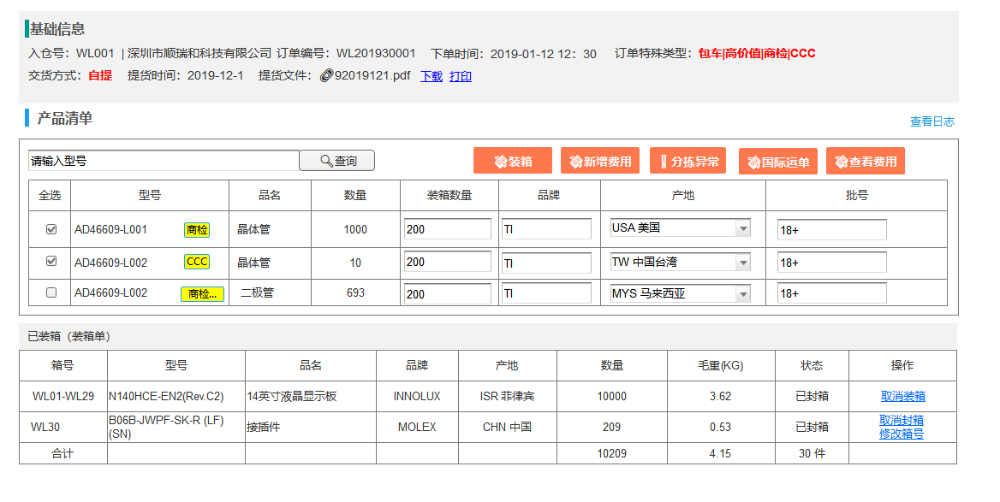 基础信息
入仓号：WL001 | 深圳市顺瑞和科技有限公司 订单编号：WL201930001 下单时间：2019-01-12 12：30 订单特殊类型：包车|高价值|商检|CCC
交货方式：自提 提货时间：2019-12-1 提货文件：92019121.pdf 下载 打印
产品清单 查看日志
请输入型号 查询 装箱 新增费用 分拣异常 国际运单 查看费用
全选 型号 品名 数量 装箱数量 品牌 产地 批号
AD46609-L001 商检 晶体管 1000 200 TI USA 美国 18+
AD46609-L002 CCC 晶体管 10 200 TI TW 中国台湾 18+
AD46609-L002 商检... 二极管 693 200 TI MYS 马来西亚 18+
已装箱（装箱单）
箱号 型号 品名 品牌 产地 数量 毛重(KG) 状态 操作
WL01-WL29 N140HCE-EN2(Rev.C2) 14英寸液晶显示板 INNOLUX ISR 菲律宾 10000 3.62 已封箱 取消装箱
WL30 B06B-JWPF-SK-R (LF)(SN) 接插件 MOLEX CHN 中国 209 0.53 已封箱 取消封箱
修改箱号
合计 10209 4.15 30 件